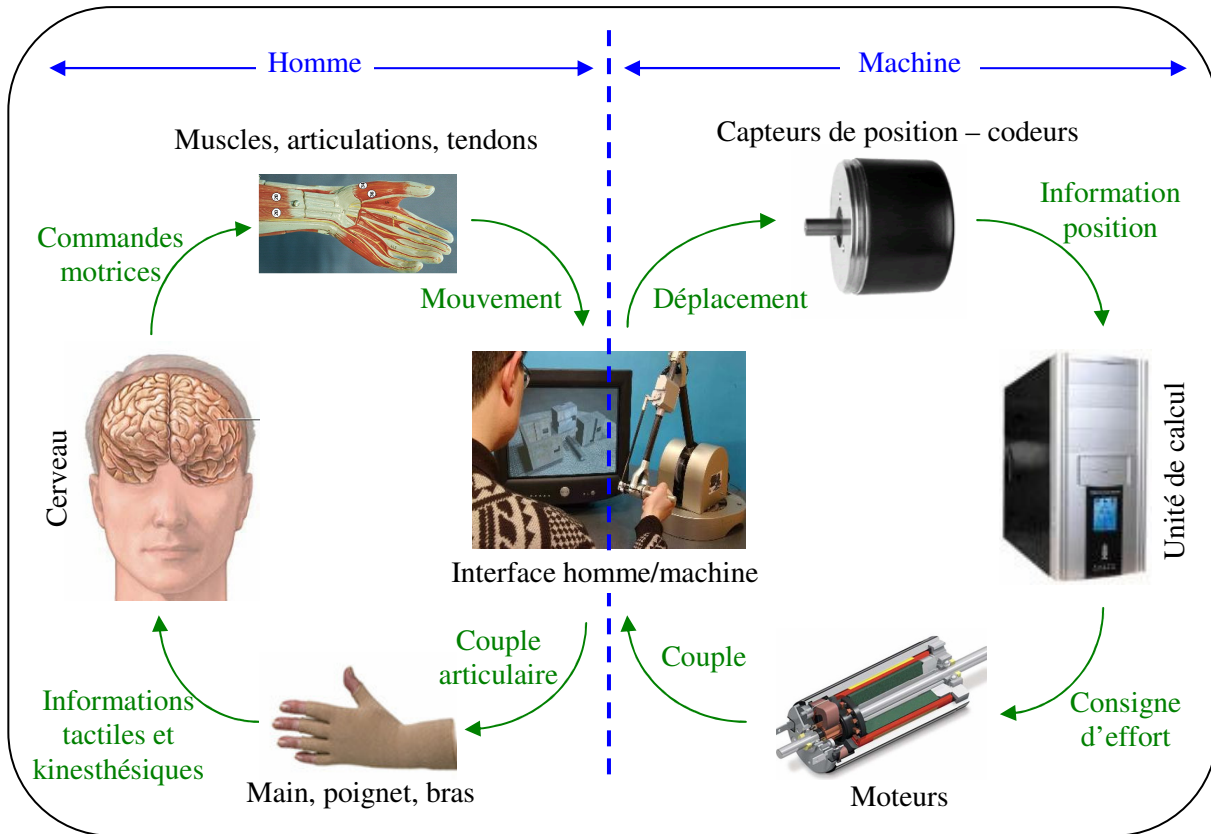 Homme
Machine
Muscles, articulations, tendons
Capteurs de position – codeurs
Commandes
motrices
Mouvement
Déplacement
Information
position
Cerveau
Interface homme/machine
Unité de calcul
Informations
tactiles et
kinesthésiques
Couple
articulaire
Couple
Consigne
d’effort
Main, poignet, bras
Moteurs